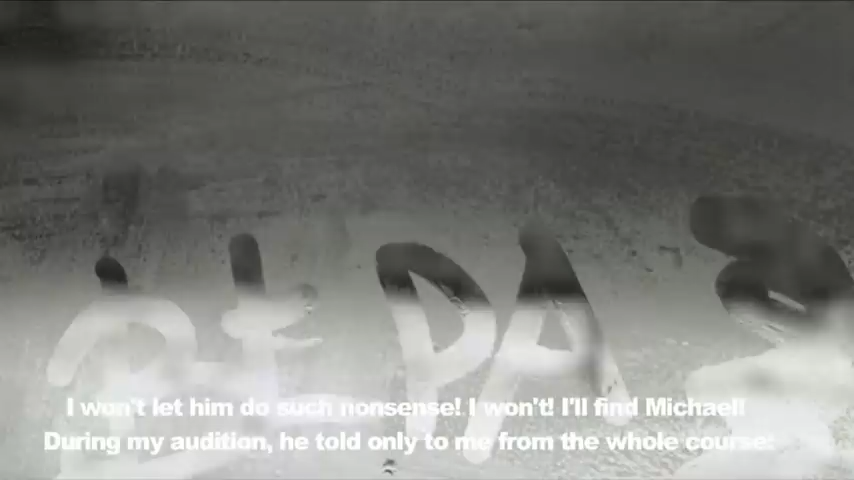 I won't let him do such nonsense! I won't! I'll find Michael!
During my audition, he told only to me from the whole course: